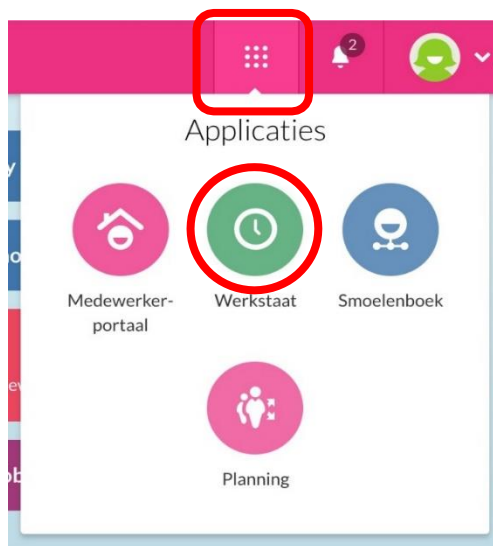 2
Applicaties
Medewerker-
portaal
Werkstaat
Smoelenboek
Planning